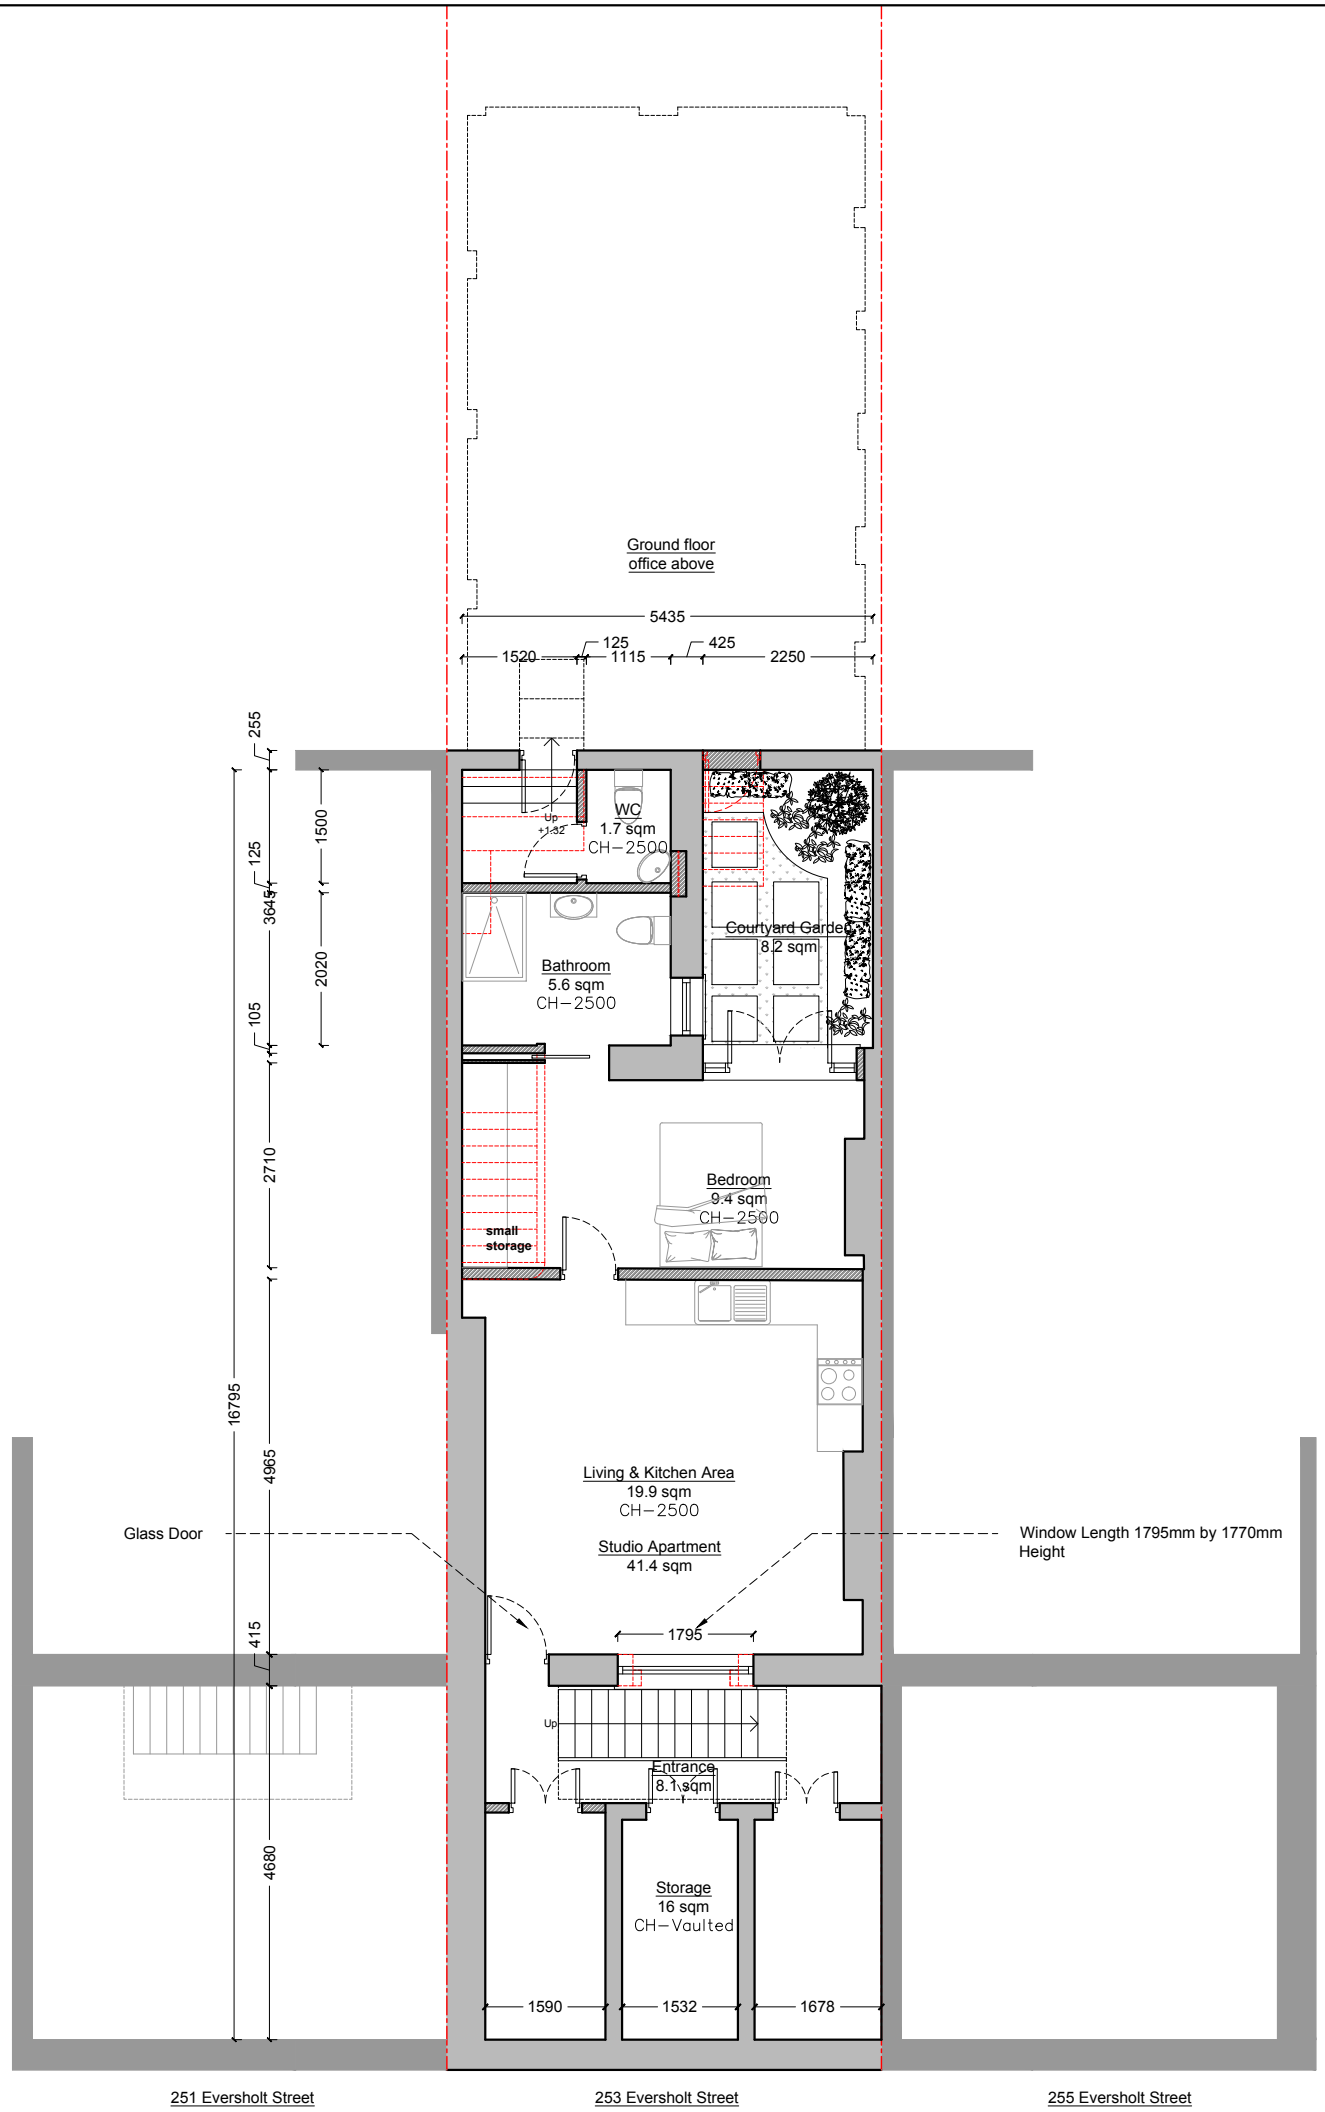 Ground floor
office above
5435
125
425
1520
1115
2250
255
1500
125
3645
2020
105
2710
16795
4965
415
4680
Up
+1.32
WC
1.7 sqm
CH-2500
Courtyard Garden
8.2 sqm
Bathroom
5.6 sqm
CH-2500
Bedroom
9.4 sqm
CH-2500
small
storage
Living & Kitchen Area
19.9 sqm
CH-2500
Studio Apartment
41.4 sqm
Glass Door
Window Length 1795mm by 1770mm
Height
1795
Up
Entrance
8.1 sqm
Storage
16 sqm
CH-Vaulted
1590
1532
1678
251 Eversholt Street
253 Eversholt Street
255 Eversholt Street